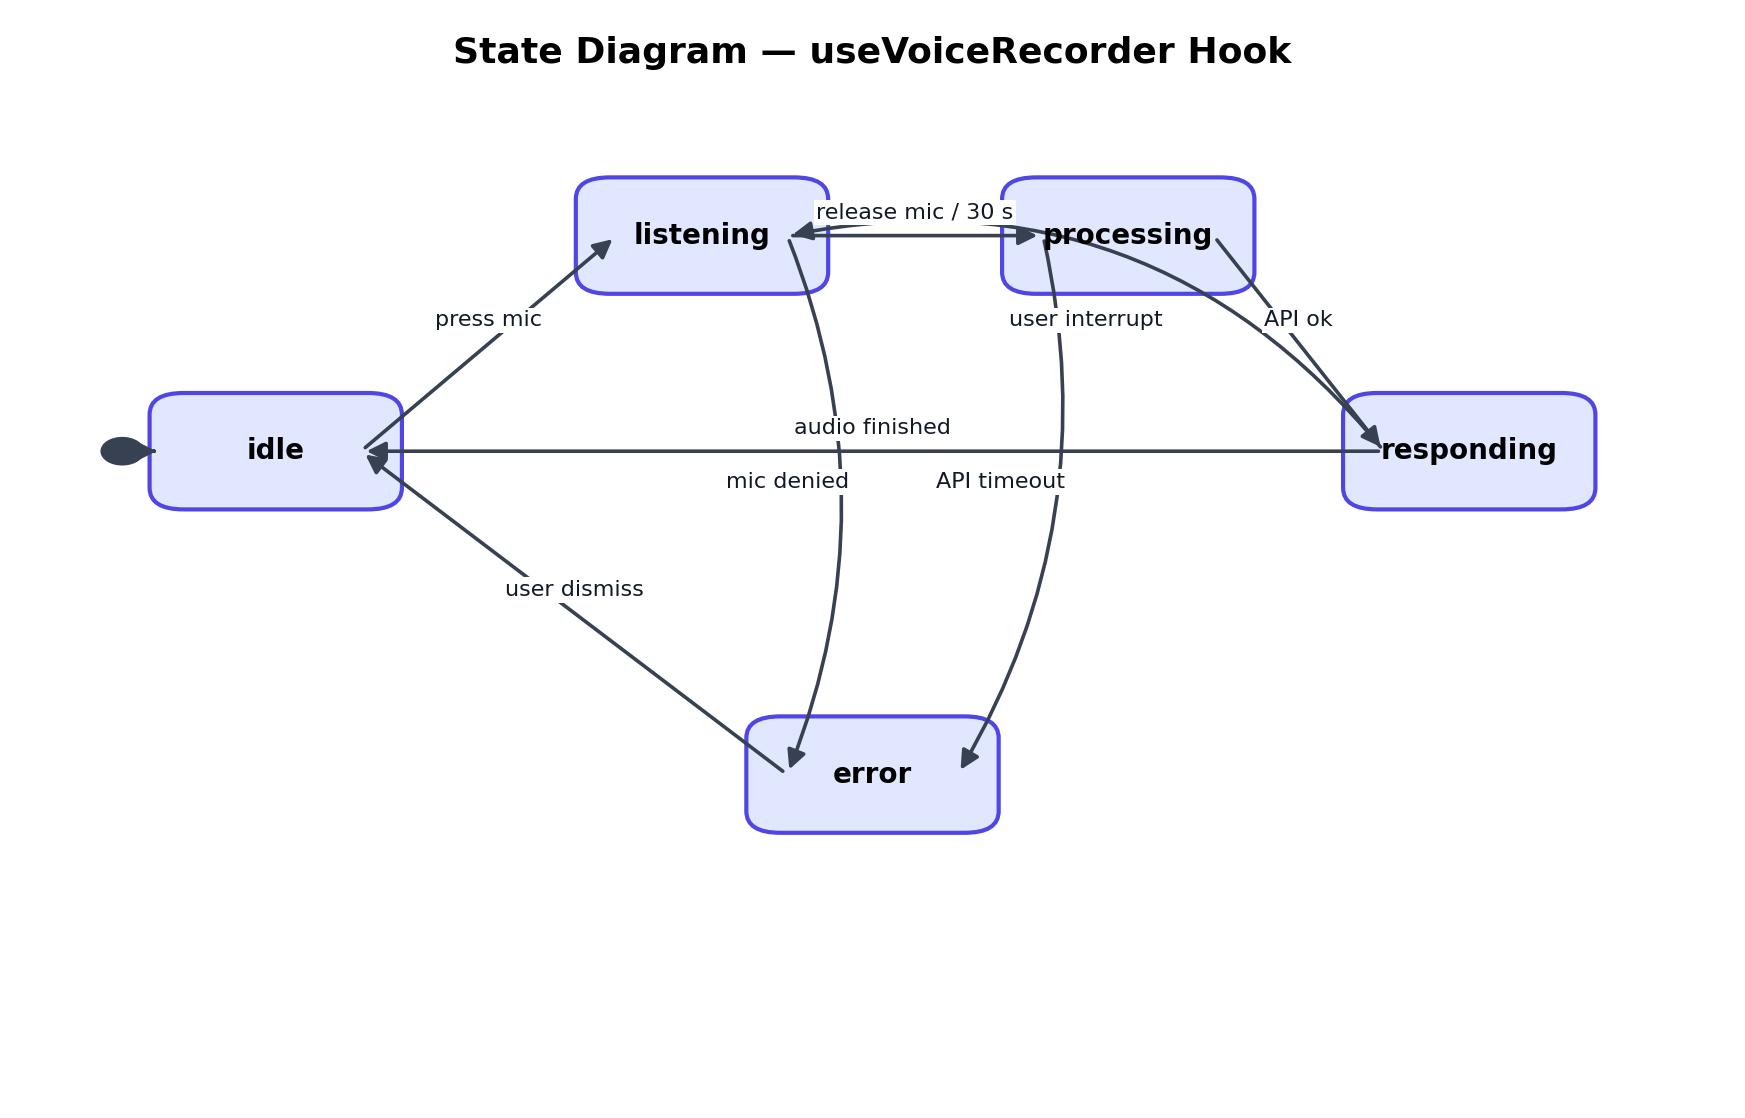 State Diagram — useVoiceRecorder Hook
release mic / 30 s
listening
processing
press mic
user interrupt
API ok
audio finished
idle
responding
mic denied
API timeout
user dismiss
error